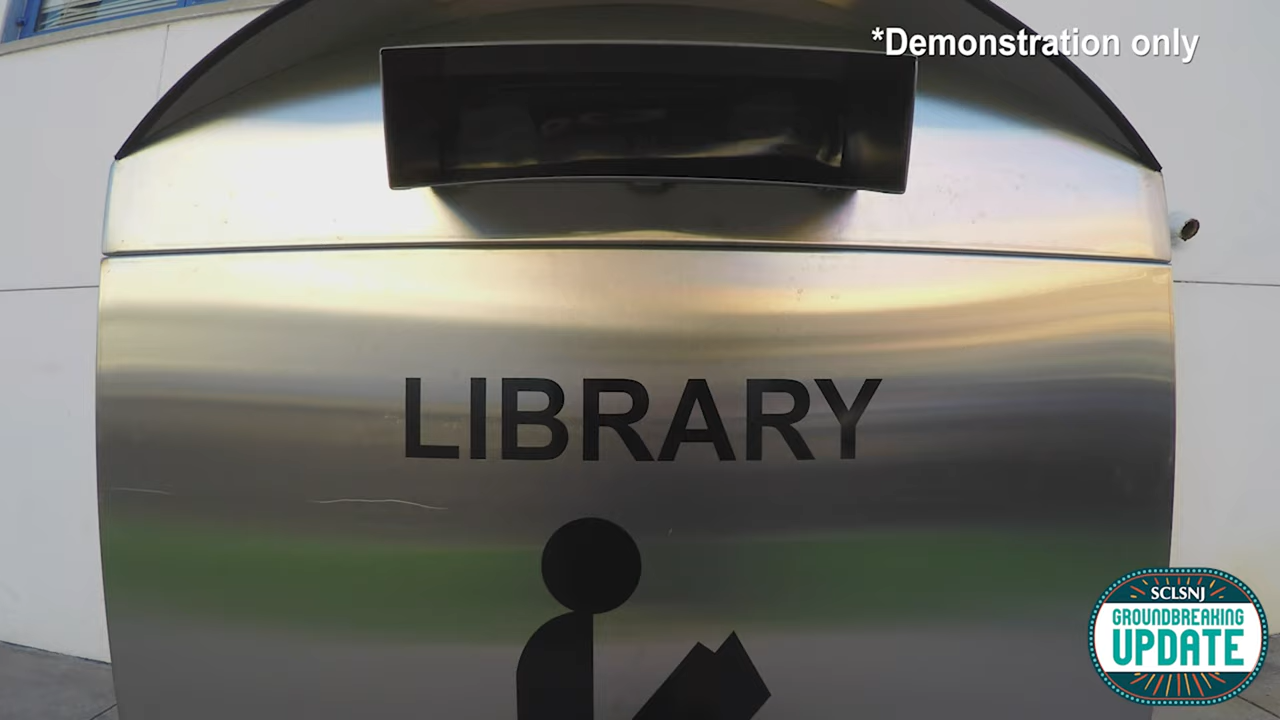 *Demonstration only
LIBRARY
SCLSNJ
GROUNDBREAKING
UPDATE